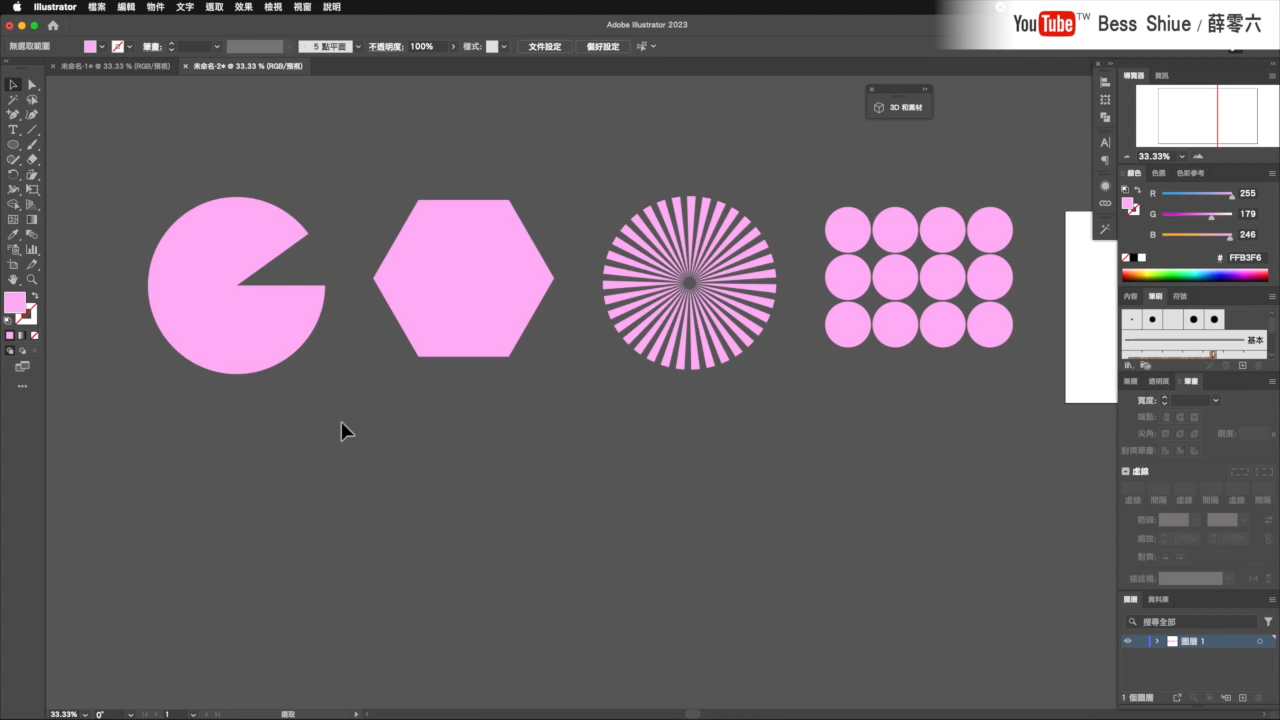 Illustrator 檔案 編輯 物件 文字 選取 效果 檢視 視窗 說明
Adobe Illustrator 2023
YouTube TW Bess Shiue / 薛零六
無選取範圍 筆畫: 5 點平面 不透明度: 100% 樣式: 文件設定 偏好設定
× 未命名-1* @ 33.33 % (RGB/預視) × 未命名-2* @ 33.33 % (RGB/預視)
3D 和素材
導覽器 資訊
33.33%
顏色 色票 色彩參考
R 255
G 179
B 246
# FFB3F6
內容 筆刷 符號
基本
漸層 透明度 筆畫
寬度:
端點:
尖角: 限度: x
對齊筆畫:
虛線
虛線 間隔 虛線 間隔 虛線 間隔
箭頭:
縮放: 100% 100%
對齊:
描述檔:
圖層 資料庫
搜尋全部
圖層 1
1 個圖層
33.33% 0° 1 選取